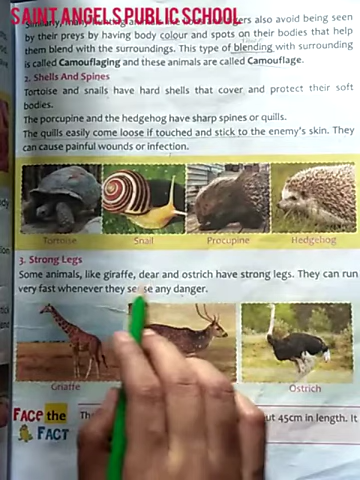 SAINT ANGELS PUBLIC SCHOOL
Similarly, many hunting animals like also avoid being seen
by their preys by having body colour and spots on their bodies that help
them blend with the surroundings. This type of blending with surrounding
is called Camouflaging and these animals are called Camouflage.
2. Shells And Spines
Tortoise and snails have hard shells that cover and protect their soft
bodies.
The porcupine and the hedgehog have sharp spines or quills.
The quills easily come loose if touched and stick to the enemy's skin. They
can cause painful wounds or infection.
Tortoise Snail Procupine Hedgehog
3. Strong Legs
Some animals, like giraffe, dear and ostrich have strong legs. They can run
very fast whenever they sense any danger.
Giraffe Ostrich
FACE the FACT
45cm in length. It